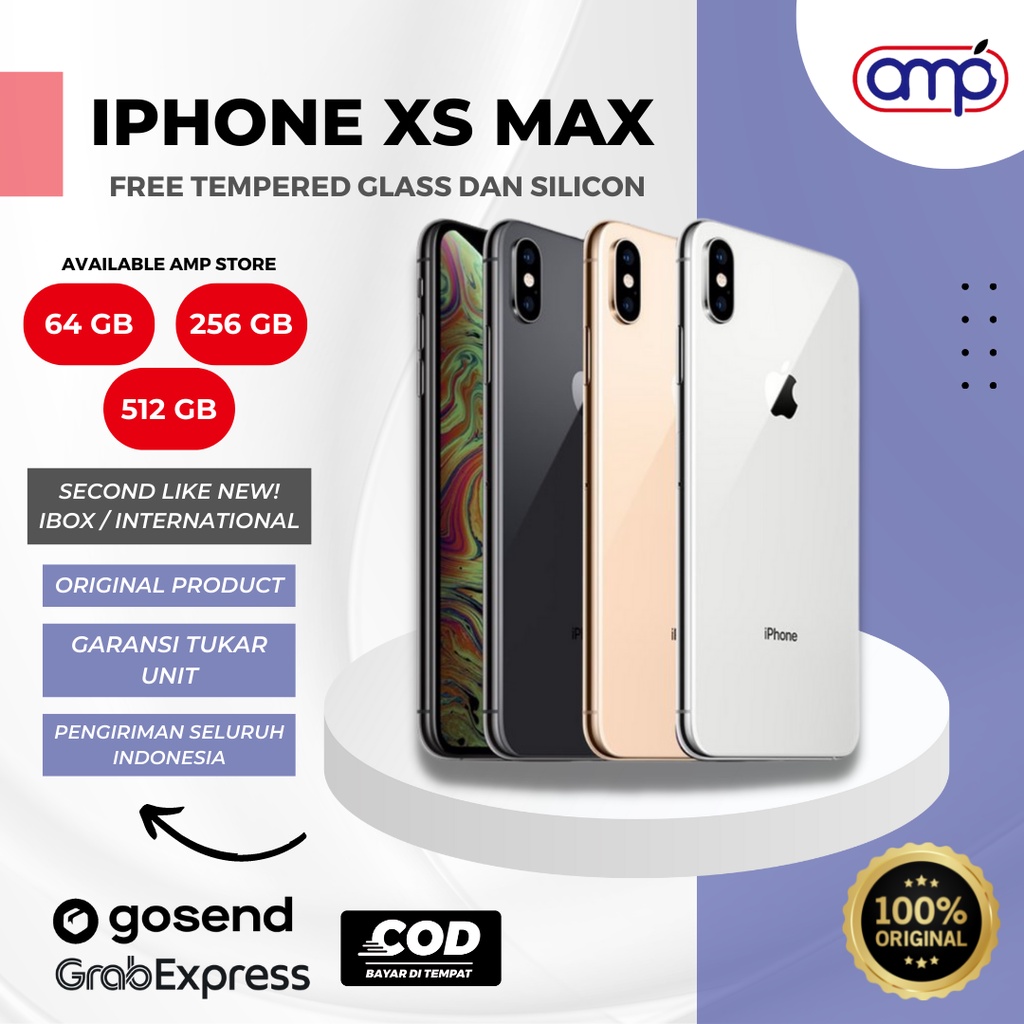 amp
IPHONE XS MAX
FREE TEMPERED GLASS DAN SILICON
AVAILABLE AMP STORE
64 GB
256 GB
512 GB
SECOND LIKE NEW!
IBOX / INTERNATIONAL
ORIGINAL PRODUCT
GARANSI TUKAR
UNIT
PENGIRIMAN SELURUH
INDONESIA
iPhone
gosend
GrabExpress
COD
BAYAR DI TEMPAT
100%
ORIGINAL